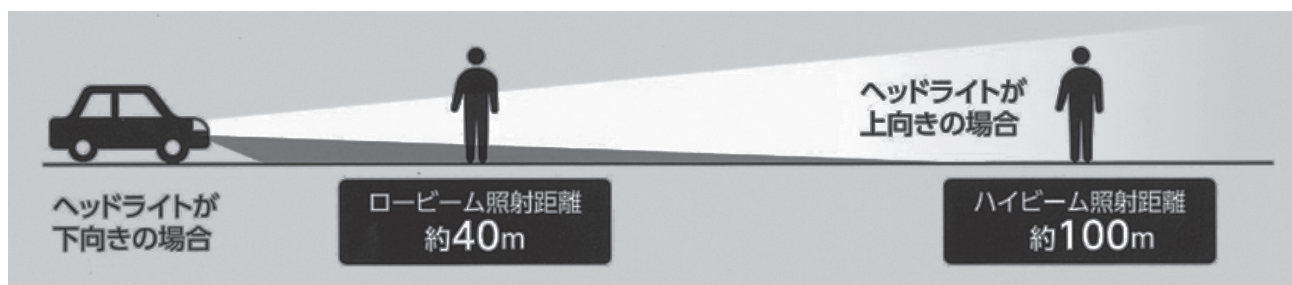 ヘッドライトが
上向きの場合
ヘッドライトが
下向きの場合
ロービーム照射距離
約40m
ハイビーム照射距離
約100m